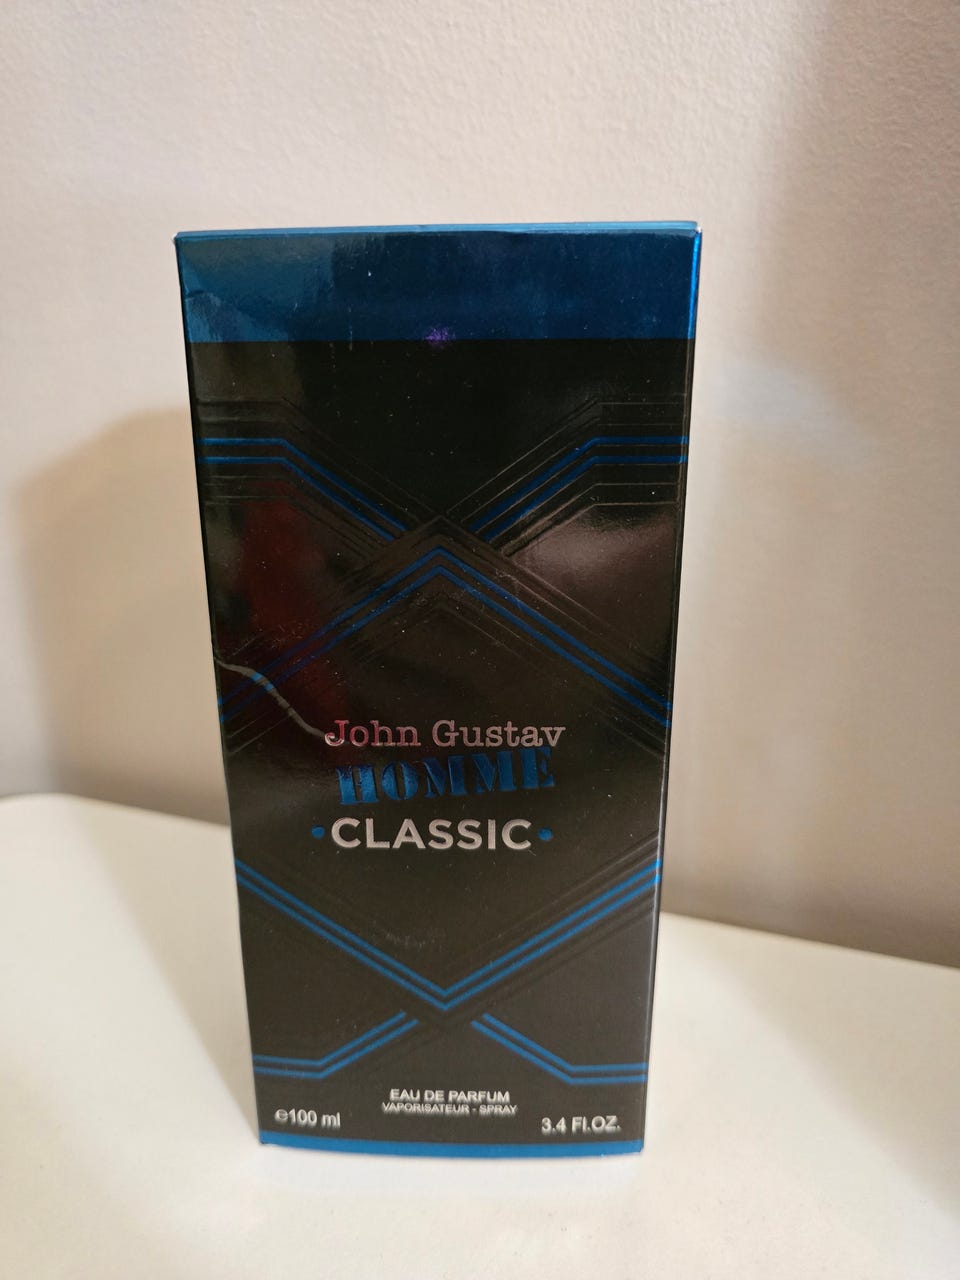 John Gustav
HOMME
•CLASSIC•
EAU DE PARFUM
VAPORISATEUR - SPRAY
℮100 ml
3.4 Fl.OZ.